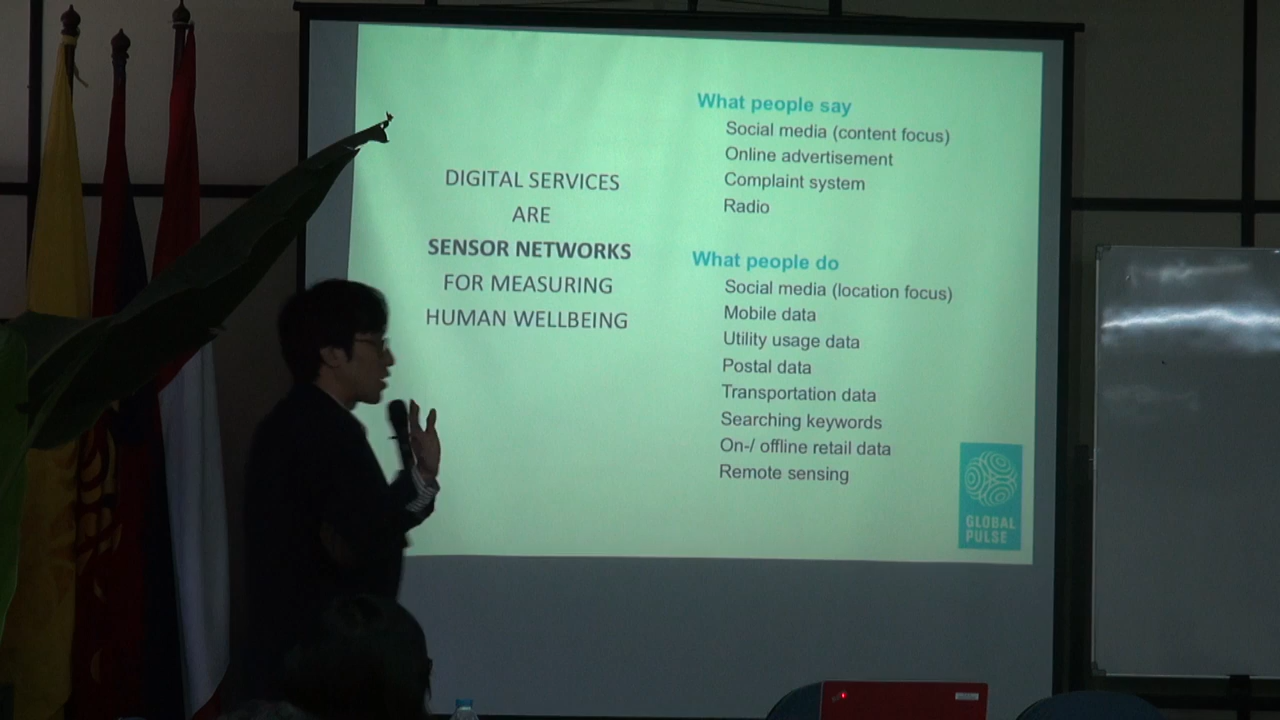 DIGITAL SERVICES
ARE
SENSOR NETWORKS
FOR MEASURING
HUMAN WELLBEING
What people say
Social media (content focus)
Online advertisement
Complaint system
Radio
What people do
Social media (location focus)
Mobile data
Utility usage data
Postal data
Transportation data
Searching keywords
On-/ offline retail data
Remote sensing
GLOBAL
PULSE